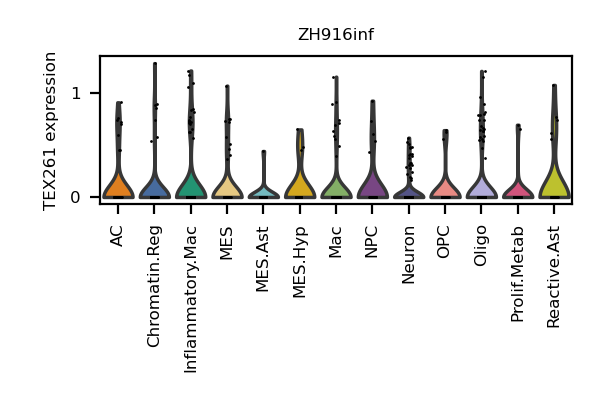 ZH916inf
TEX261 expression
1
0
AC
Chromatin.Reg
Inflammatory.Mac
MES
MES.Ast
MES.Hyp
Mac
NPC
Neuron
OPC
Oligo
Prolif.Metab
Reactive.Ast